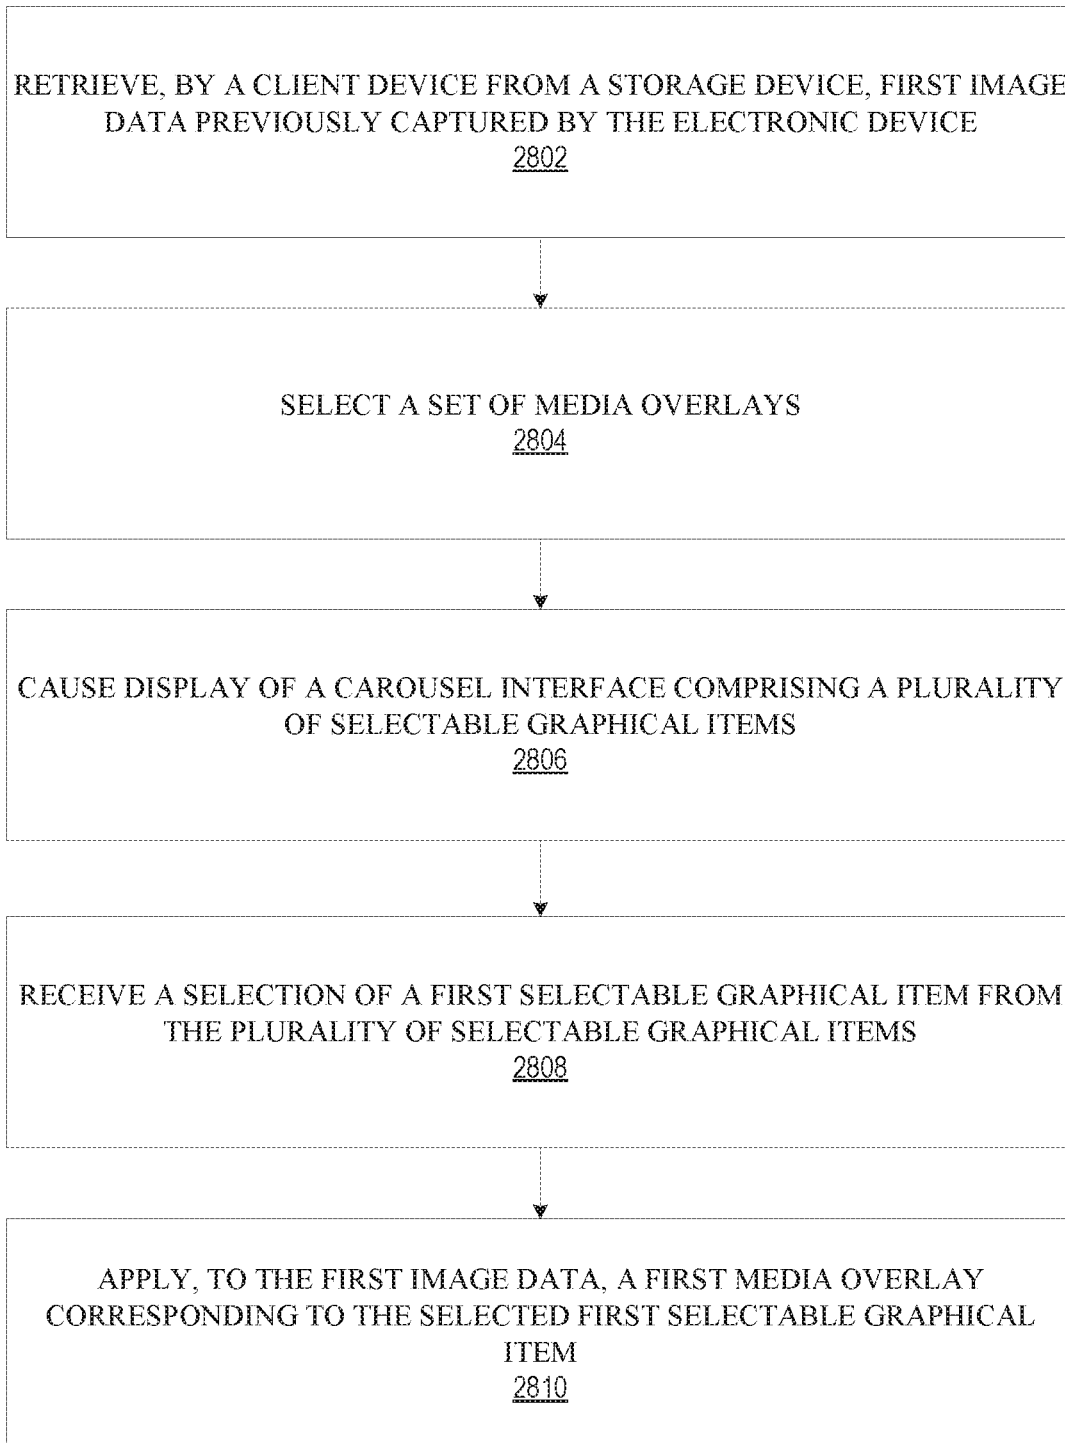 RETRIEVE, BY A CLIENT DEVICE FROM A STORAGE DEVICE, FIRST IMAGE
DATA PREVIOUSLY CAPTURED BY THE ELECTRONIC DEVICE
2802
SELECT A SET OF MEDIA OVERLAYS
2804
CAUSE DISPLAY OF A CAROUSEL INTERFACE COMPRISING A PLURALITY
OF SELECTABLE GRAPHICAL ITEMS
2806
RECEIVE A SELECTION OF A FIRST SELECTABLE GRAPHICAL ITEM FROM
THE PLURALITY OF SELECTABLE GRAPHICAL ITEMS
2808
APPLY, TO THE FIRST IMAGE DATA, A FIRST MEDIA OVERLAY
CORRESPONDING TO THE SELECTED FIRST SELECTABLE GRAPHICAL
ITEM
2810